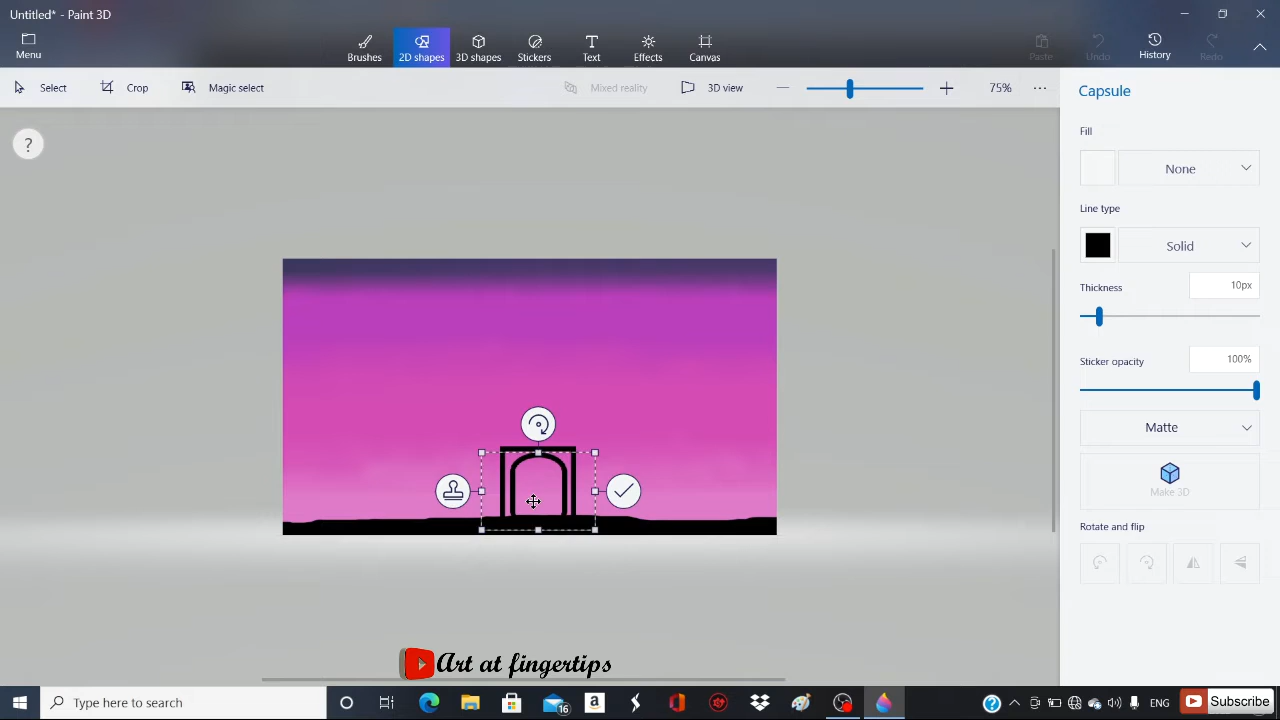 Untitled* - Paint 3D
Menu
Brushes
2D shapes
3D shapes
Stickers
Text
Effects
Canvas
Paste
Undo
History
Redo
Select
Crop
Magic select
Mixed reality
3D view
75%
?
Capsule
Fill
None
Line type
Solid
Thickness
10px
Sticker opacity
100%
Matte
Make 3D
Rotate and flip
Art at fingertips
Type here to search
16
ENG
Subscribe